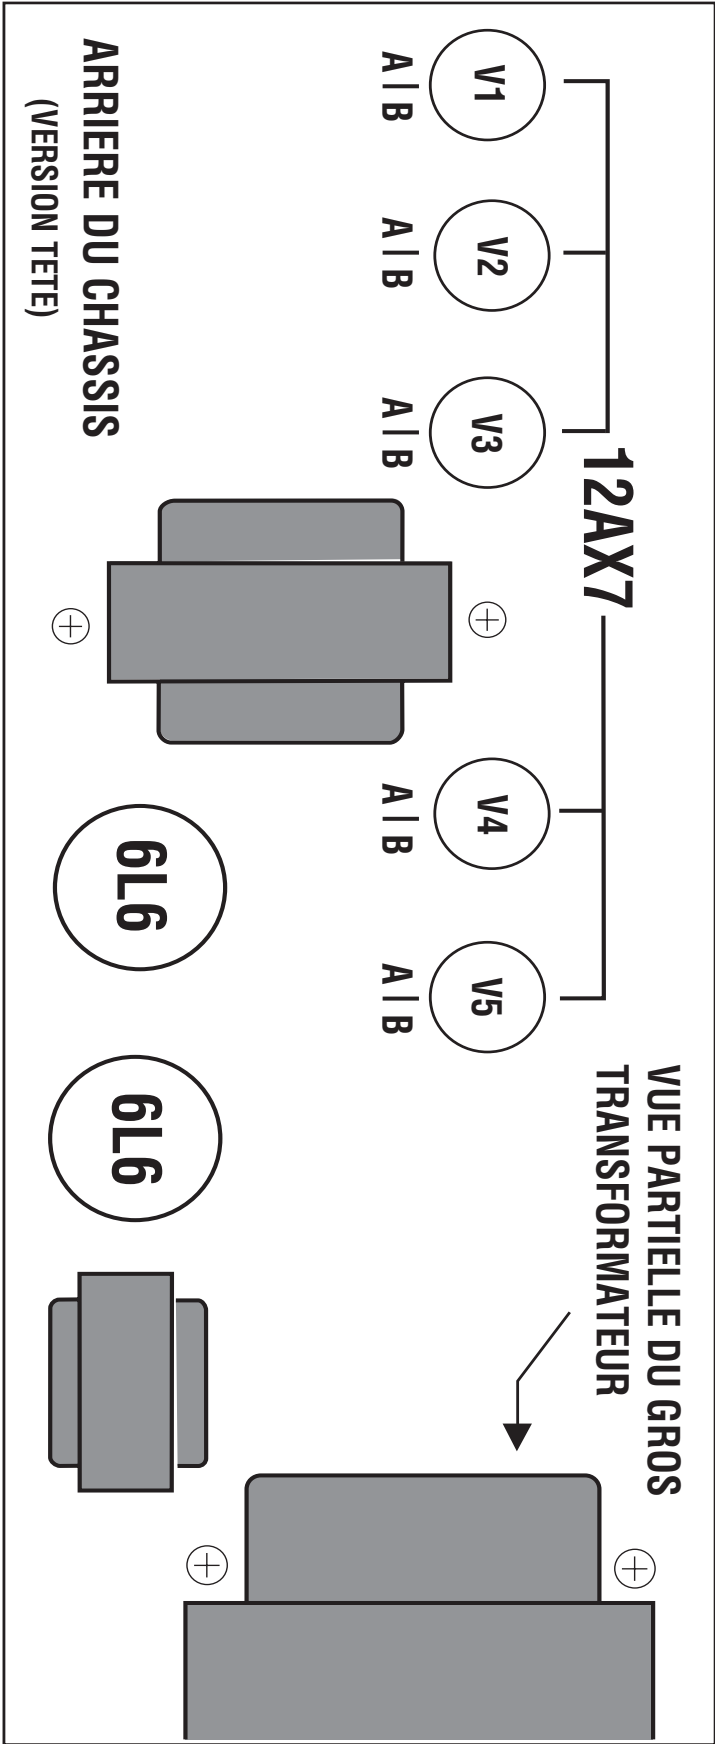 VUE PARTIELLE DU GROS
TRANSFORMATEUR
12AX7
V1
V2
V3
V4
V5
A | B
A | B
A | B
A | B
A | B
6L6
6L6
ARRIERE DU CHASSIS
(VERSION TETE)